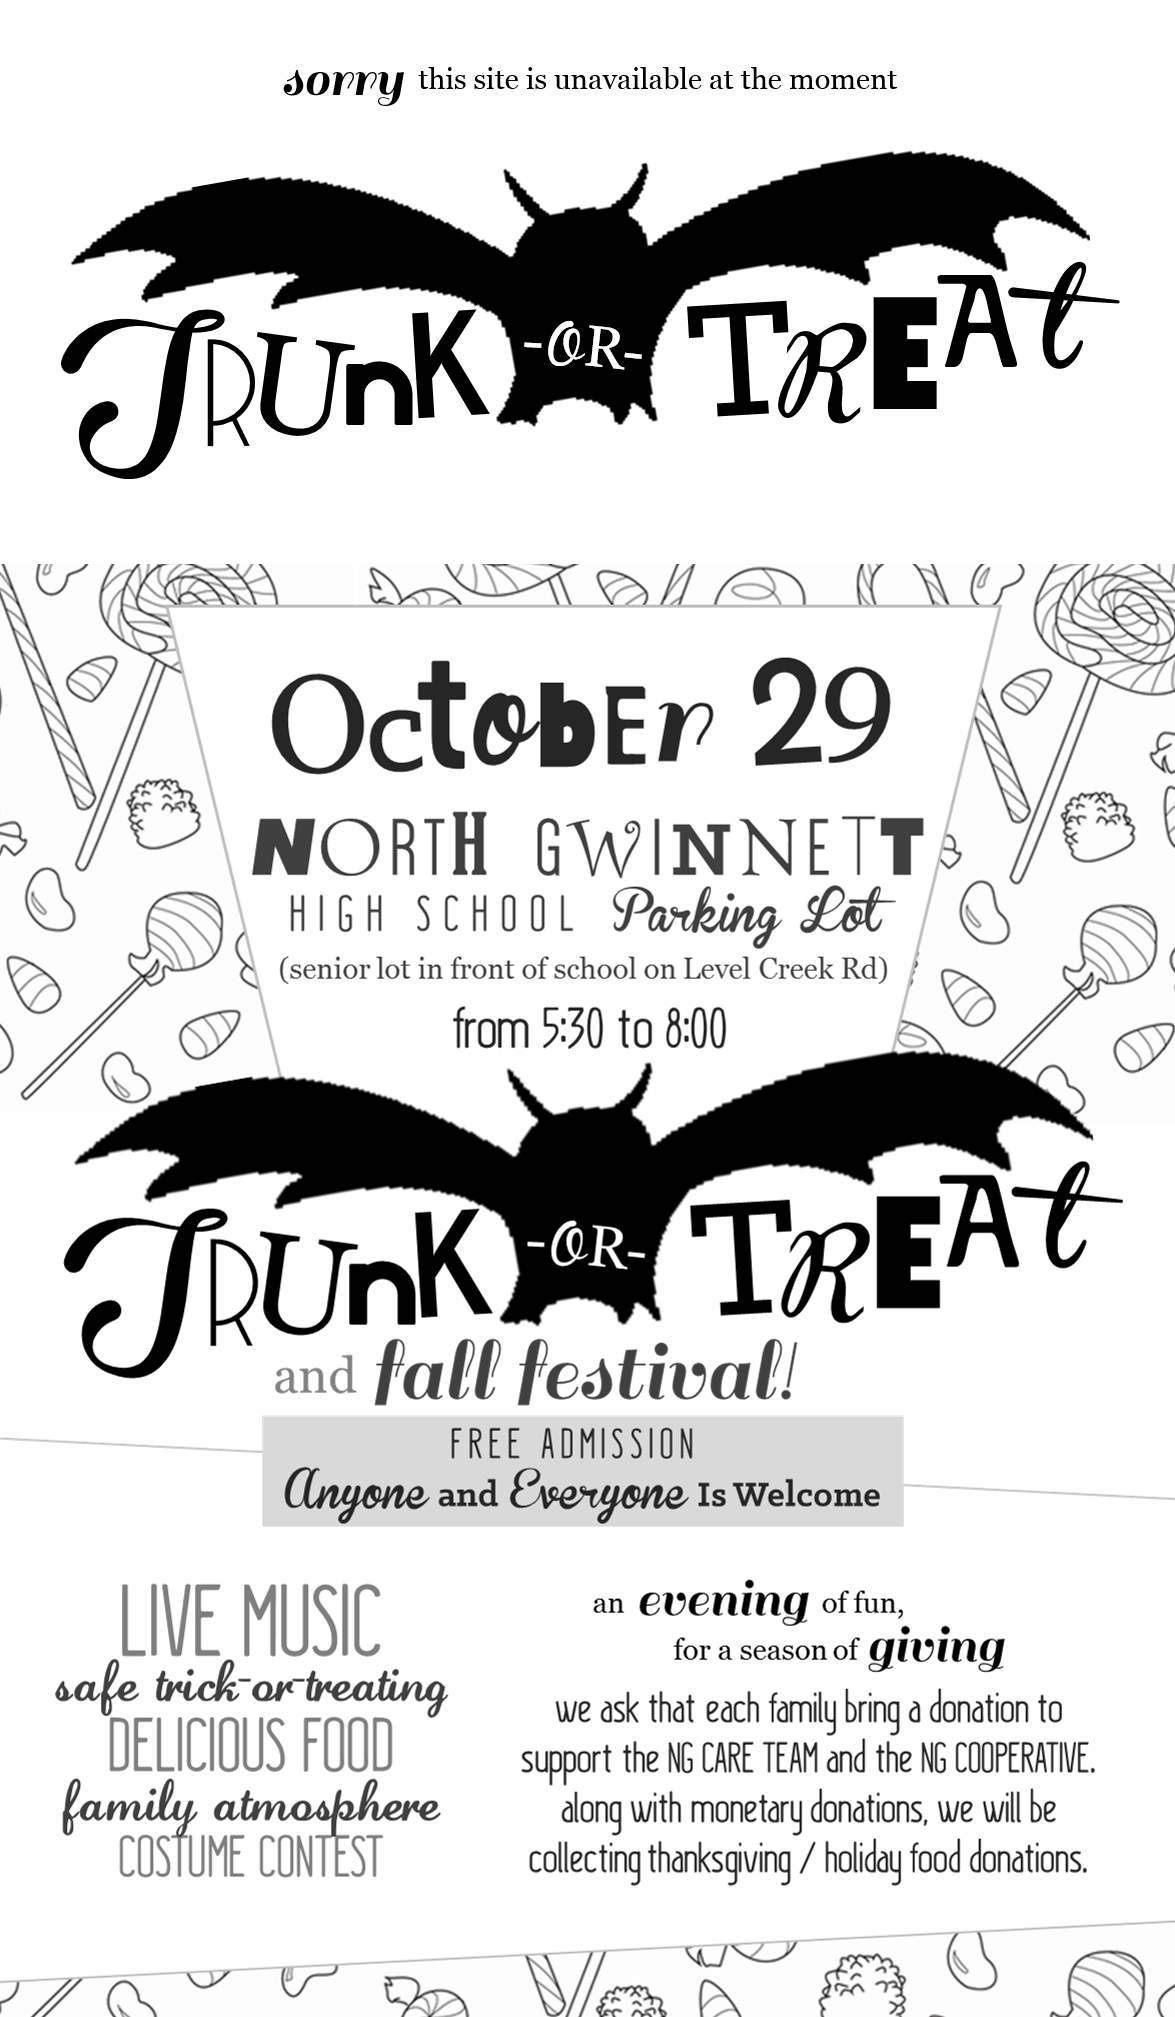 sorry this site is unavailable at the moment
TRUnK -OR- TREAt
OctobEr 29
NORTH GWINNETT
HIGH SCHOOL Parking Lot
(senior lot in front of school on Level Creek Rd)
from 5:30 to 8:00
TRUnK -OR- TREAt
and fall festival!
FREE ADMISSION
Anyone and Everyone Is Welcome
LIVE MUSIC
safe trick-or-treating
DELICIOUS FOOD
family atmosphere
COSTUME CONTEST
an evening of fun,
for a season of giving
we ask that each family bring a donation to
support the NG CARE TEAM and the NG COOPERATIVE.
along with monetary donations, we will be
collecting thanksgiving / holiday food donations.